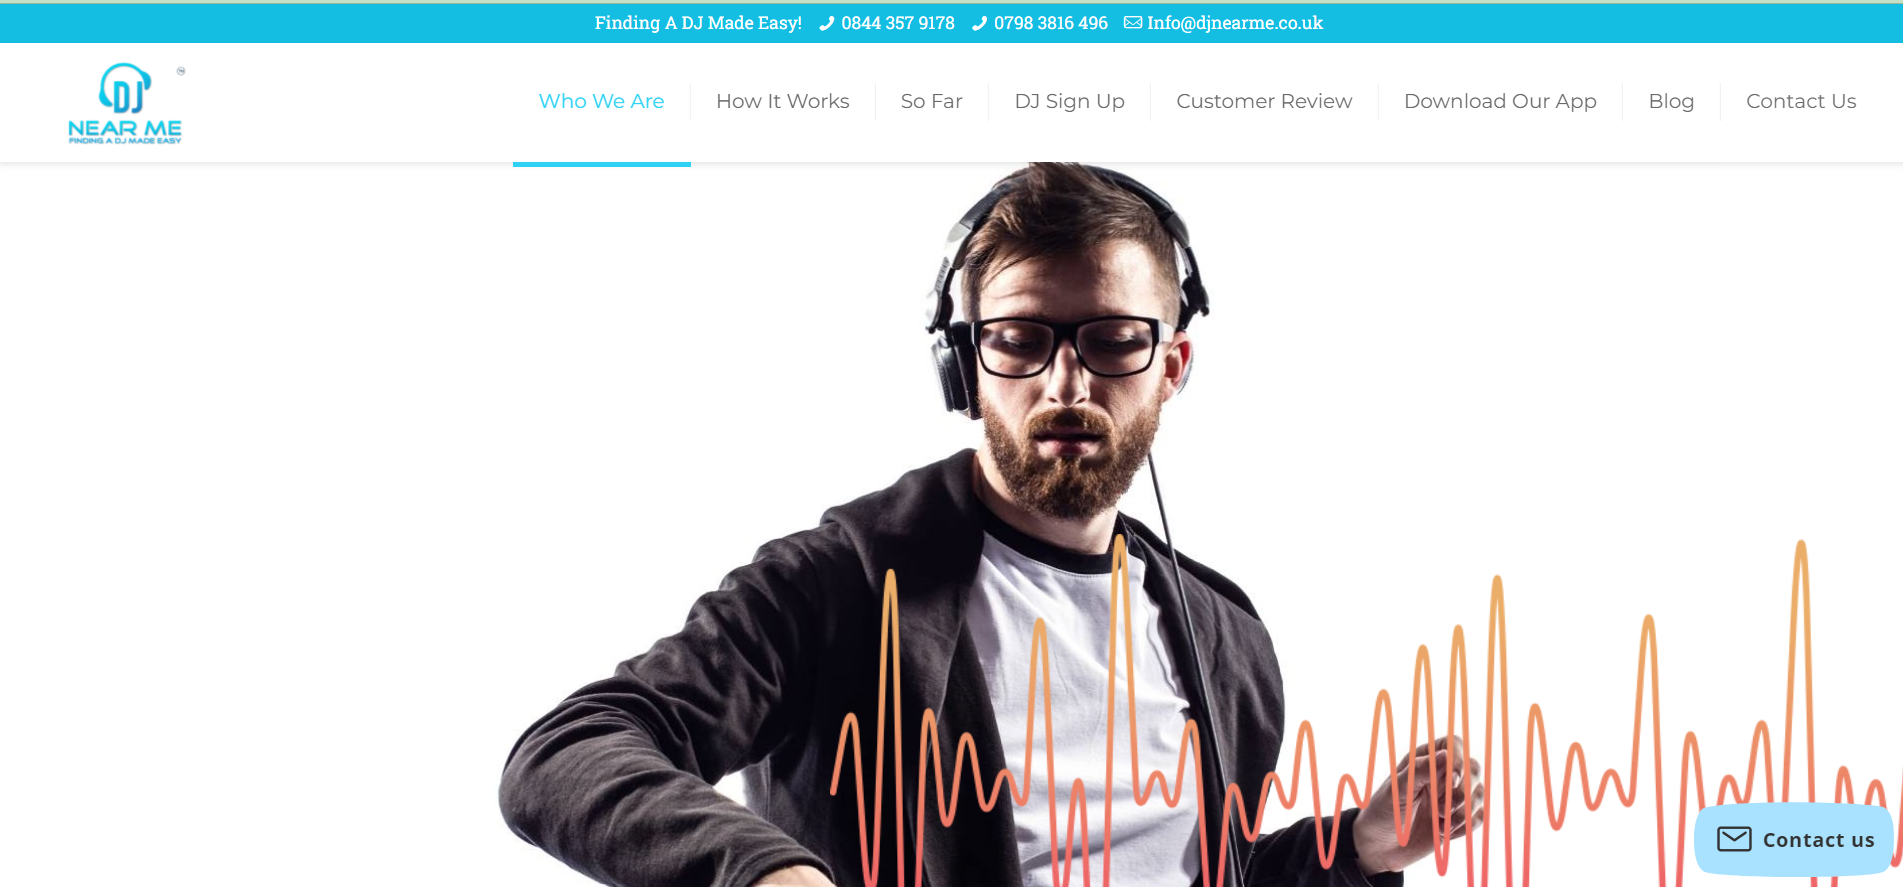 Finding A DJ Made Easy! 0844 357 9178 0798 3816 496 Info@djnearme.co.uk
DJ
NEAR ME
FINDING A DJ MADE EASY
Who We Are How It Works So Far DJ Sign Up Customer Review Download Our App Blog Contact Us
Contact us